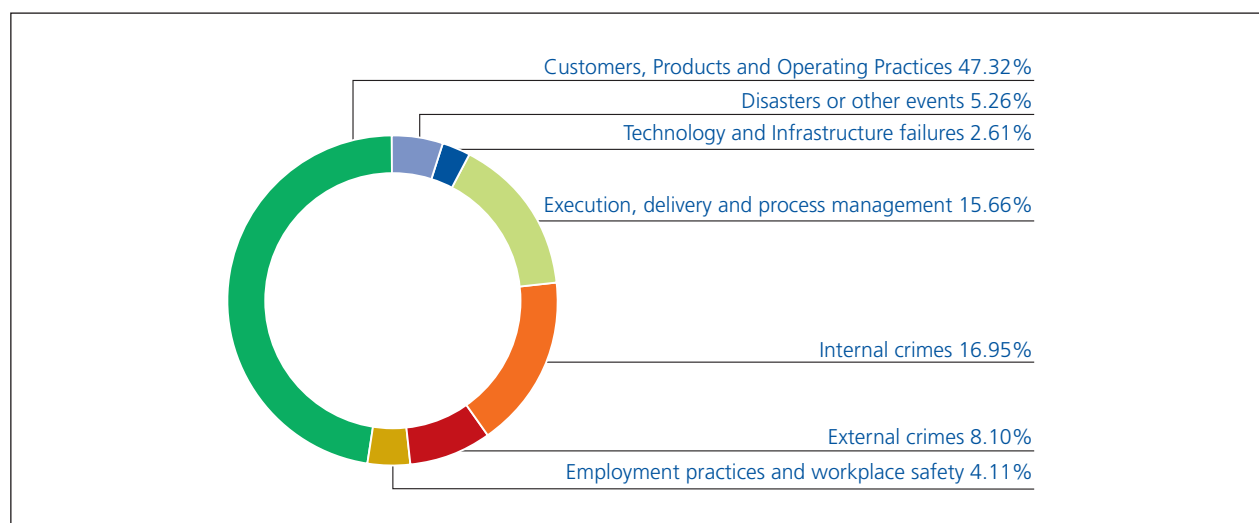 Customers, Products and Operating Practices 47.32%
Disasters or other events 5.26%
Technology and Infrastructure failures 2.61%
Execution, delivery and process management 15.66%
Internal crimes 16.95%
External crimes 8.10%
Employment practices and workplace safety 4.11%